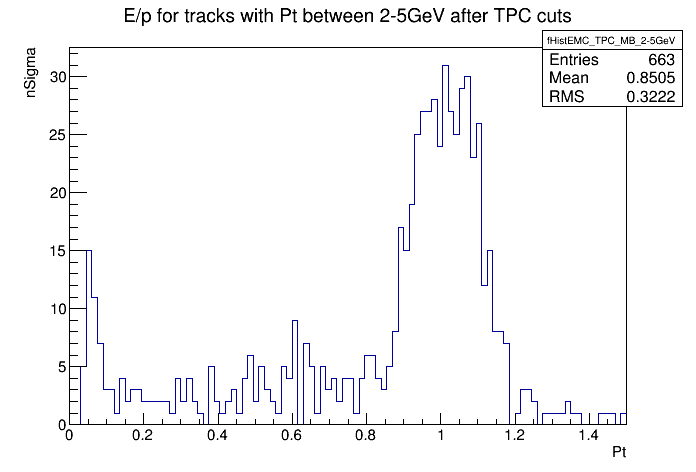 E/p for tracks with Pt between 2-5GeV after TPC cuts
fHistEMC_TPC_MB_2-5GeV
Entries 663
Mean 0.8505
RMS 0.3222
nSigma
30
25
20
15
10
5
0
0 0.2 0.4 0.6 0.8 1 1.2 1.4
Pt